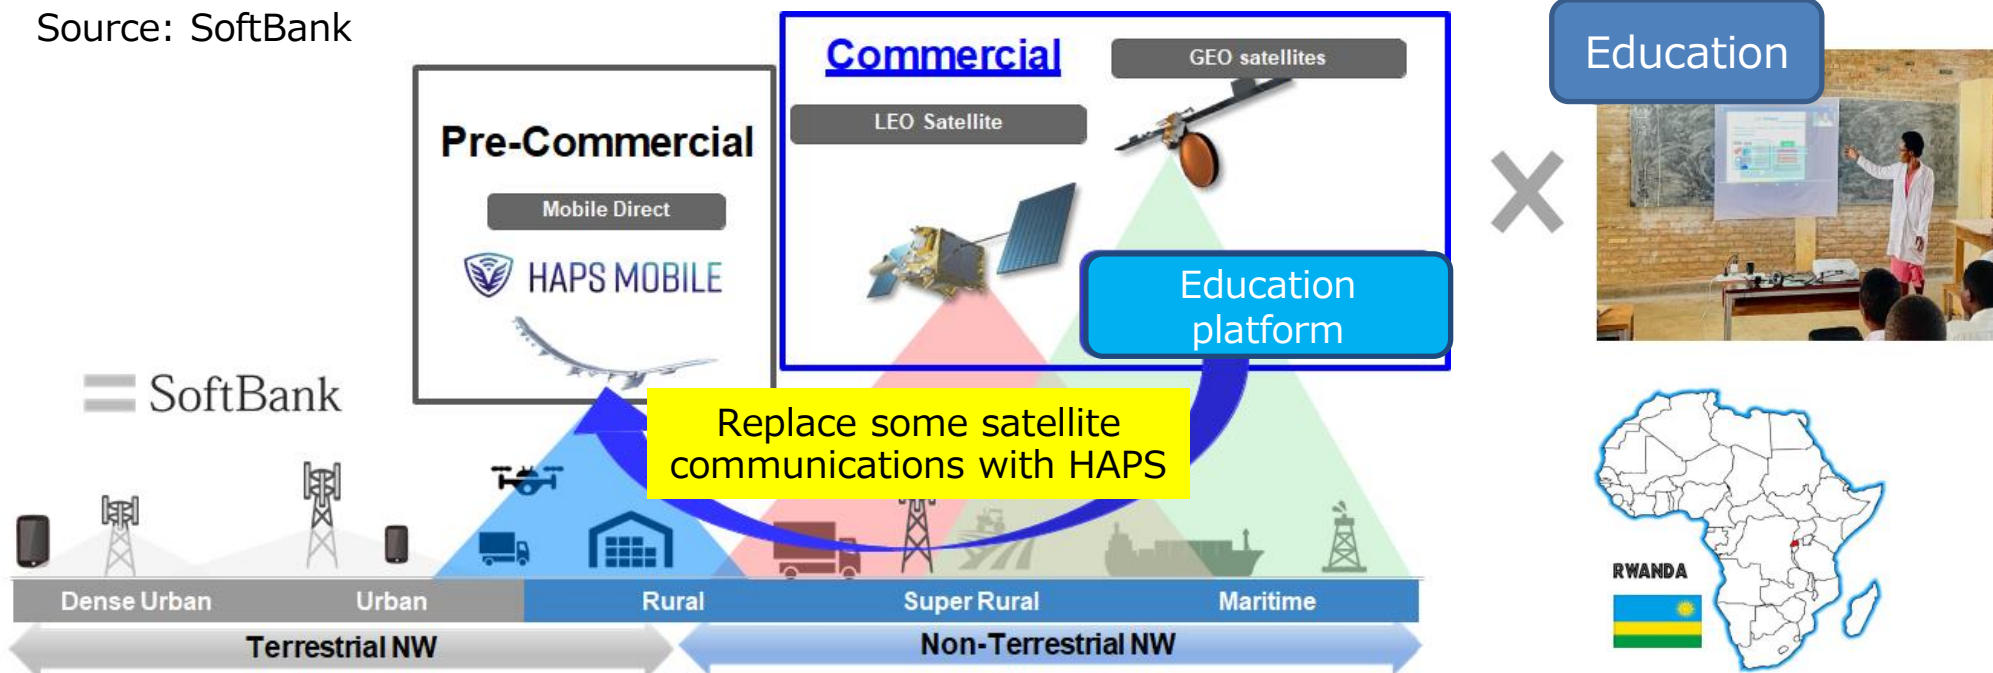 Source: SoftBank
Commercial
GEO satellites
LEO Satellite
Education
Pre-Commercial
Mobile Direct
HAPS MOBILE
Education
platform
SoftBank
Replace some satellite
communications with HAPS
Dense Urban
Urban
Rural
Super Rural
Maritime
Terrestrial NW
Non-Terrestrial NW
RWANDA